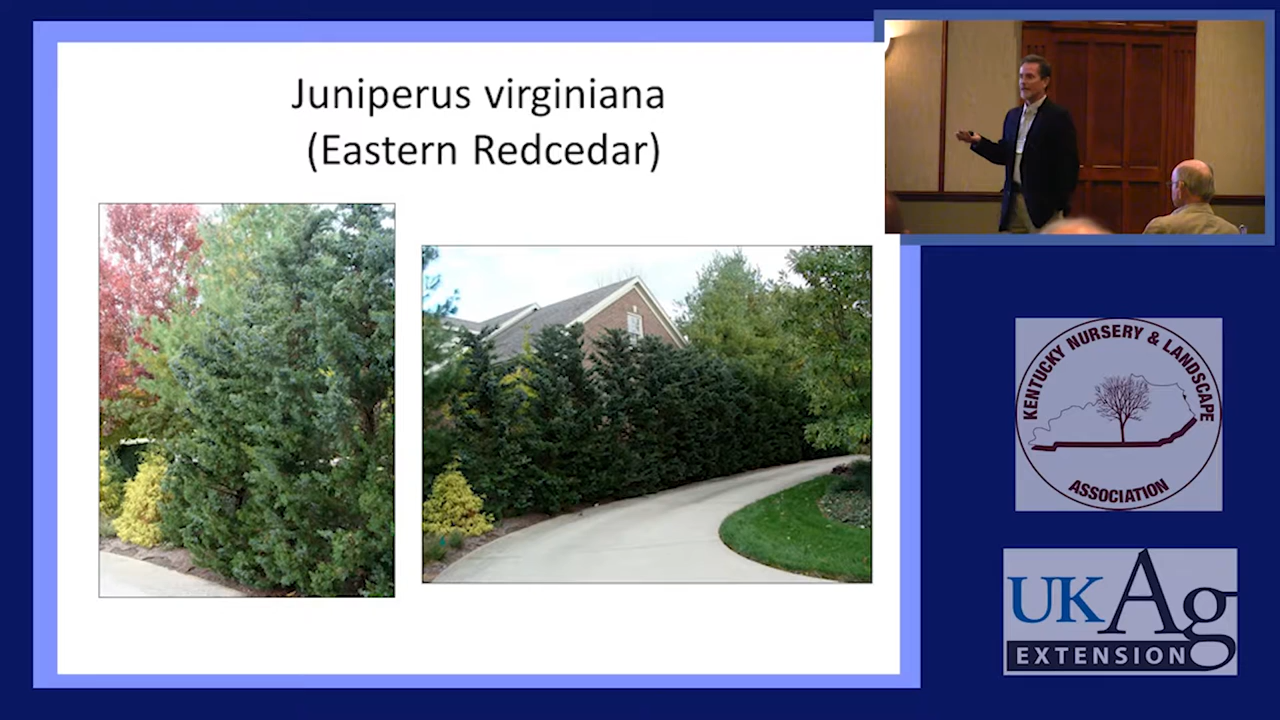 Juniperus virginiana
(Eastern Redcedar)
KENTUCKY NURSERY & LANDSCAPE
ASSOCIATION
UKAg
EXTENSION